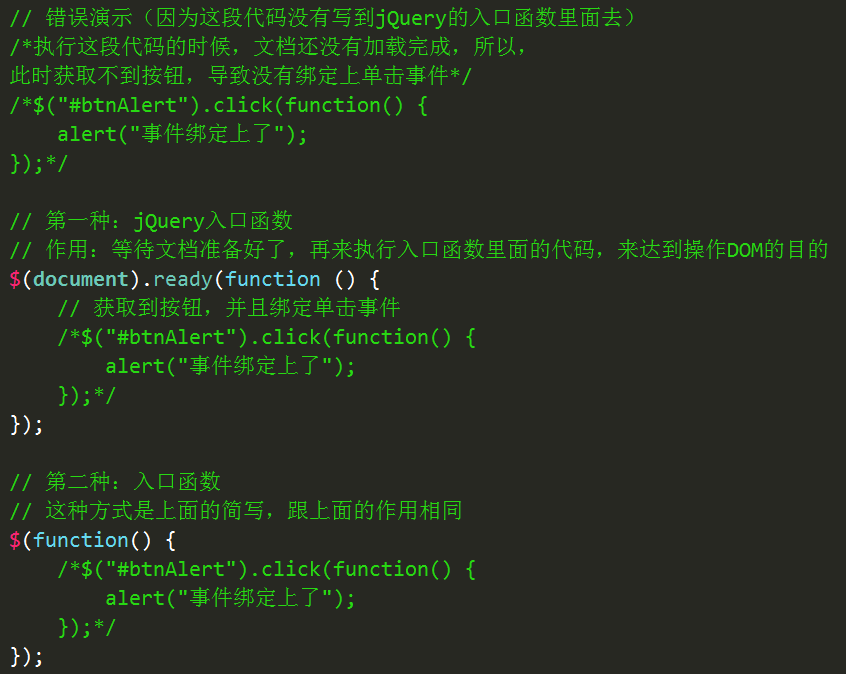 // 错误演示（因为这段代码没有写到jQuery的入口函数里面去）
/*执行这段代码的时候，文档还没有加载完成，所以，
此时获取不到按钮，导致没有绑定上单击事件*/
/*$("#btnAlert").click(function() {
    alert("事件绑定上了");
});*/

// 第一种：jQuery入口函数
// 作用：等待文档准备好了，再来执行入口函数里面的代码，来达到操作DOM的目的
$(document).ready(function () {
    // 获取到按钮，并且绑定单击事件
    /*$("#btnAlert").click(function() {
        alert("事件绑定上了");
    });*/
});

// 第二种：入口函数
// 这种方式是上面的简写，跟上面的作用相同
$(function() {
    /*$("#btnAlert").click(function() {
        alert("事件绑定上了");
    });*/
});